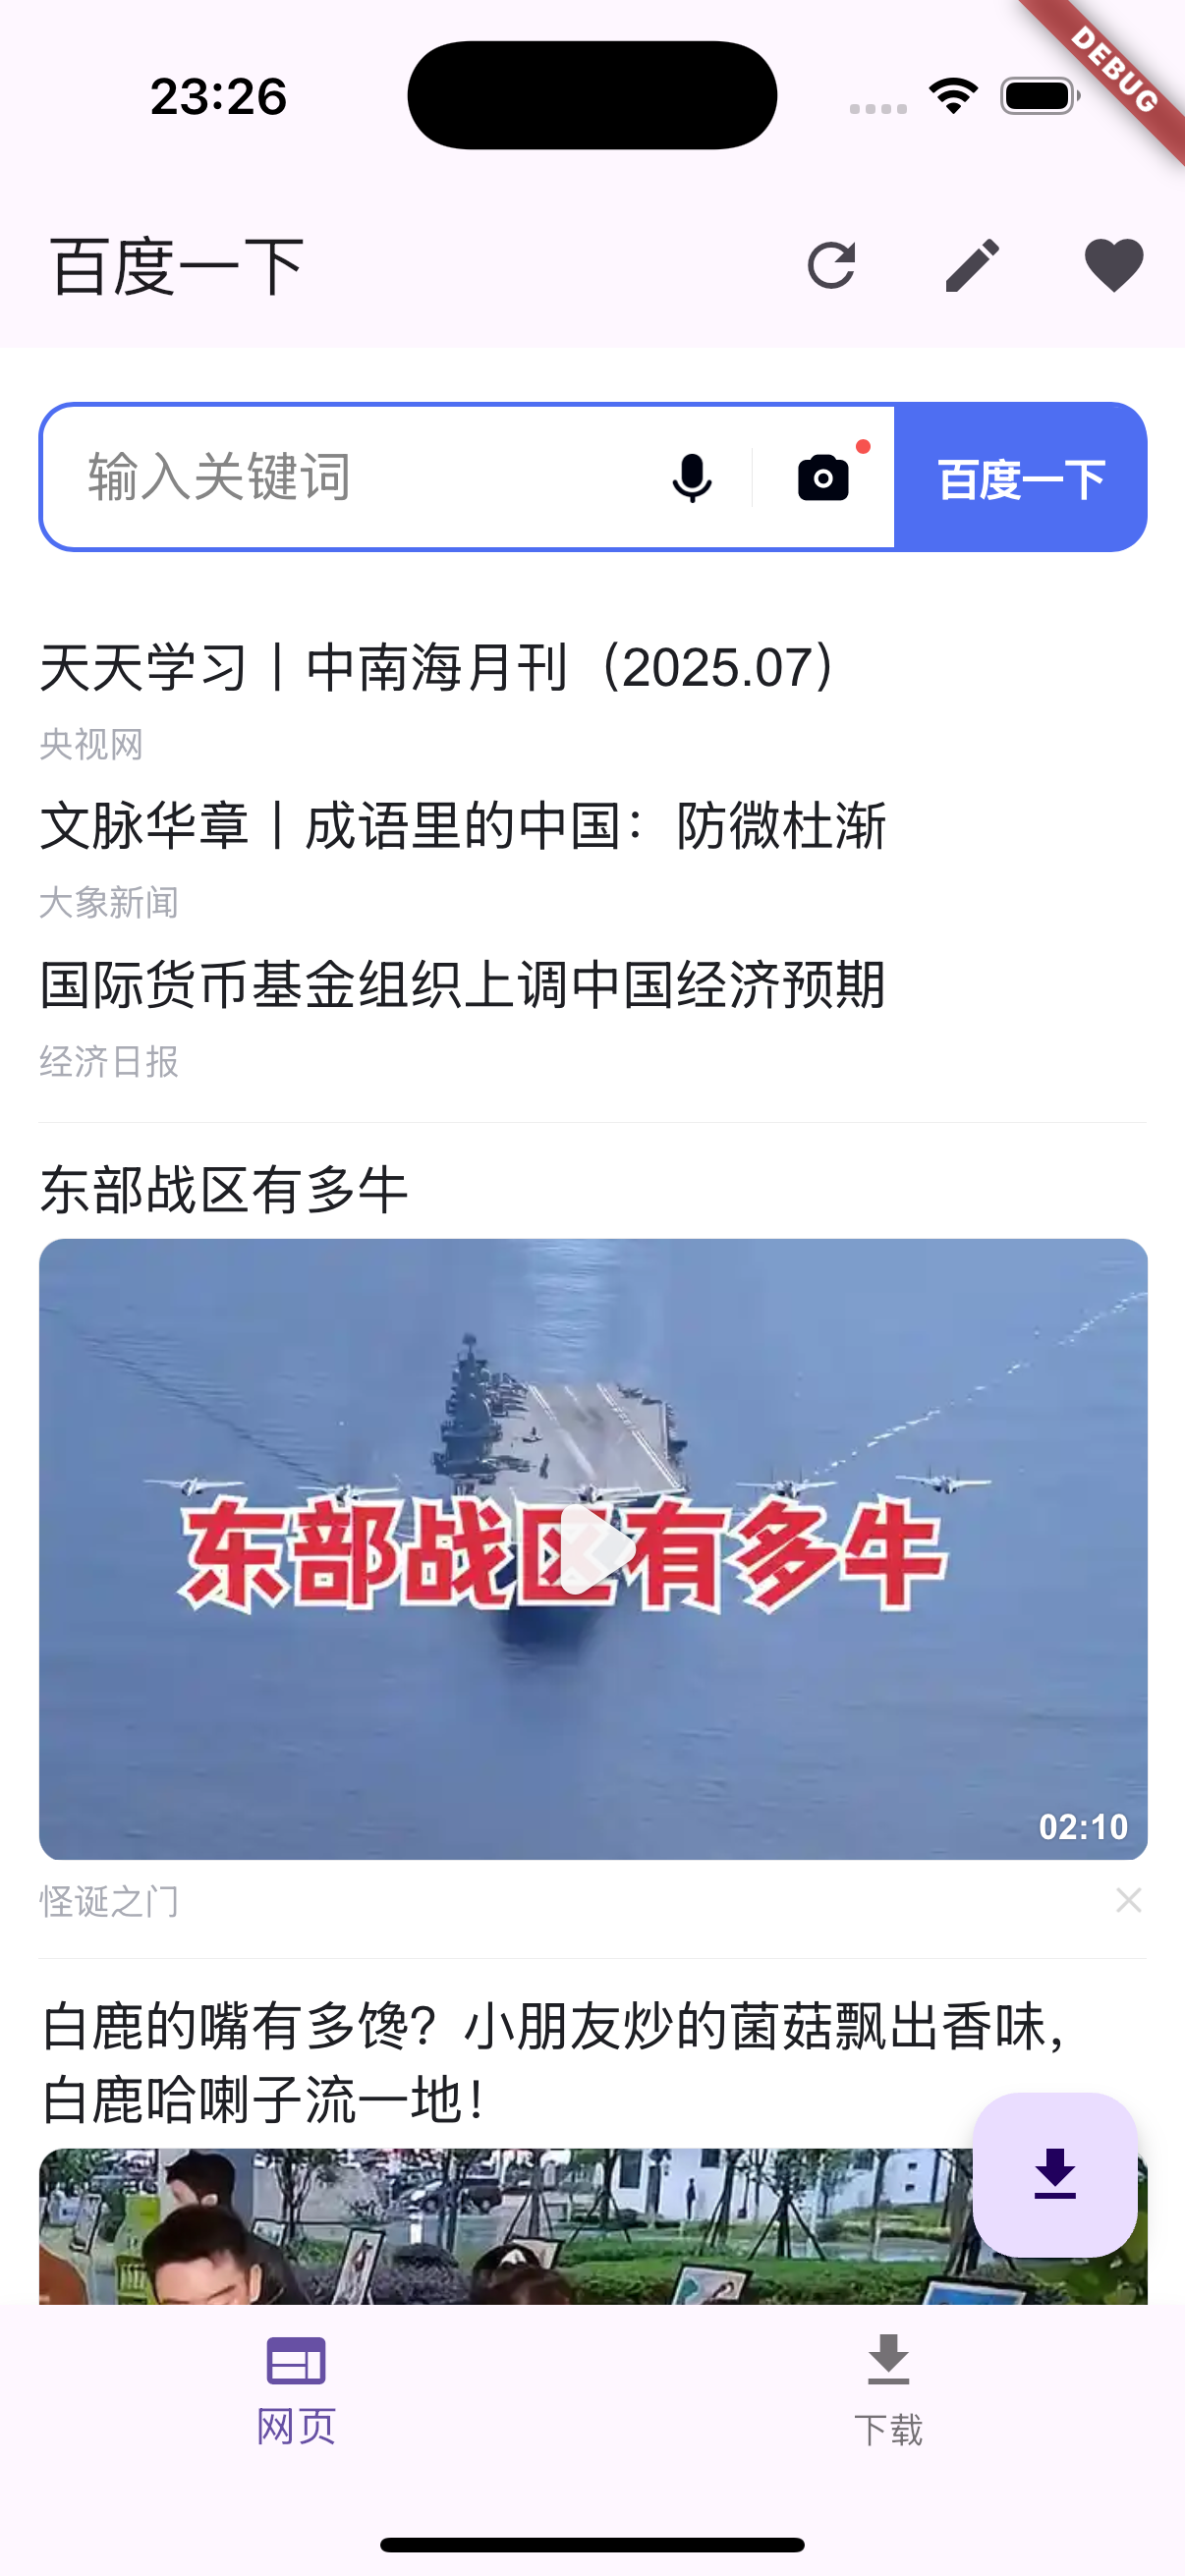 23:26
DEBUG
百度一下
输入关键词
百度一下
天天学习丨中南海月刊（2025.07）
央视网
文脉华章丨成语里的中国：防微杜渐
大象新闻
国际货币基金组织上调中国经济预期
经济日报
东部战区有多牛
东部战区有多牛
02:10
怪诞之门
白鹿的嘴有多馋？小朋友炒的菌菇飘出香味，
白鹿哈喇子流一地！
网页
下载